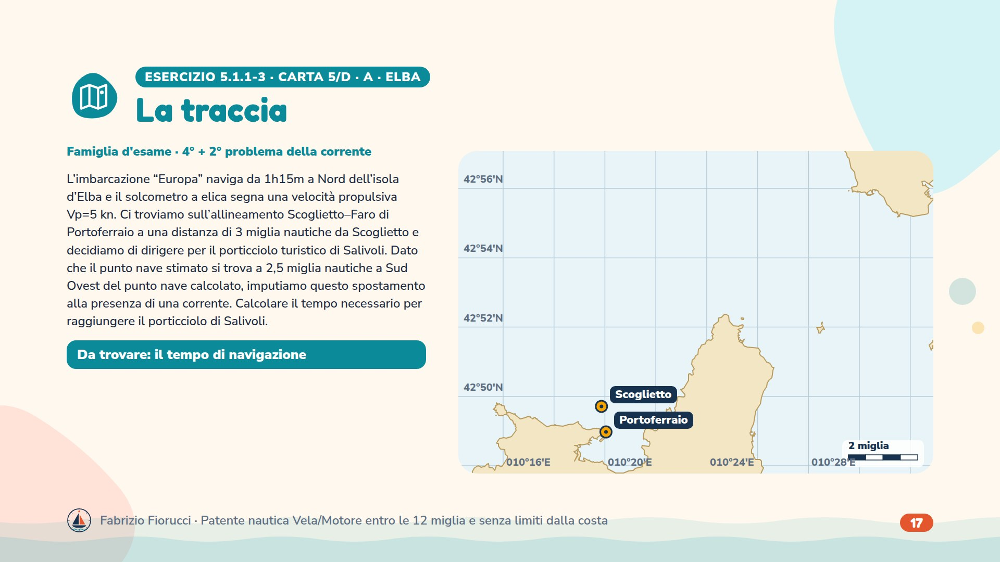 ESERCIZIO 5.1.1-3 · CARTA 5/D · A · ELBA
La traccia
Famiglia d'esame · 4° + 2° problema della corrente
L’imbarcazione “Europa” naviga da 1h15m a Nord dell’isola
d’Elba e il solcometro a elica segna una velocità propulsiva
Vp=5 kn. Ci troviamo sull’allineamento Scoglietto–Faro di
Portoferraio a una distanza di 3 miglia nautiche da Scoglietto e
decidiamo di dirigere per il porticciolo turistico di Salivoli. Dato
che il punto nave stimato si trova a 2,5 miglia nautiche a Sud
Ovest del punto nave calcolato, imputiamo questo spostamento
alla presenza di una corrente. Calcolare il tempo necessario per
raggiungere il porticciolo di Salivoli.
Da trovare: il tempo di navigazione
42°56'N
42°54'N
42°52'N
42°50'N
Scoglietto
Portoferraio
2 miglia
010°16'E
010°20'E
010°24'E
010°28'E
Fabrizio Fiorucci · Patente nautica Vela/Motore entro le 12 miglia e senza limiti dalla costa
17